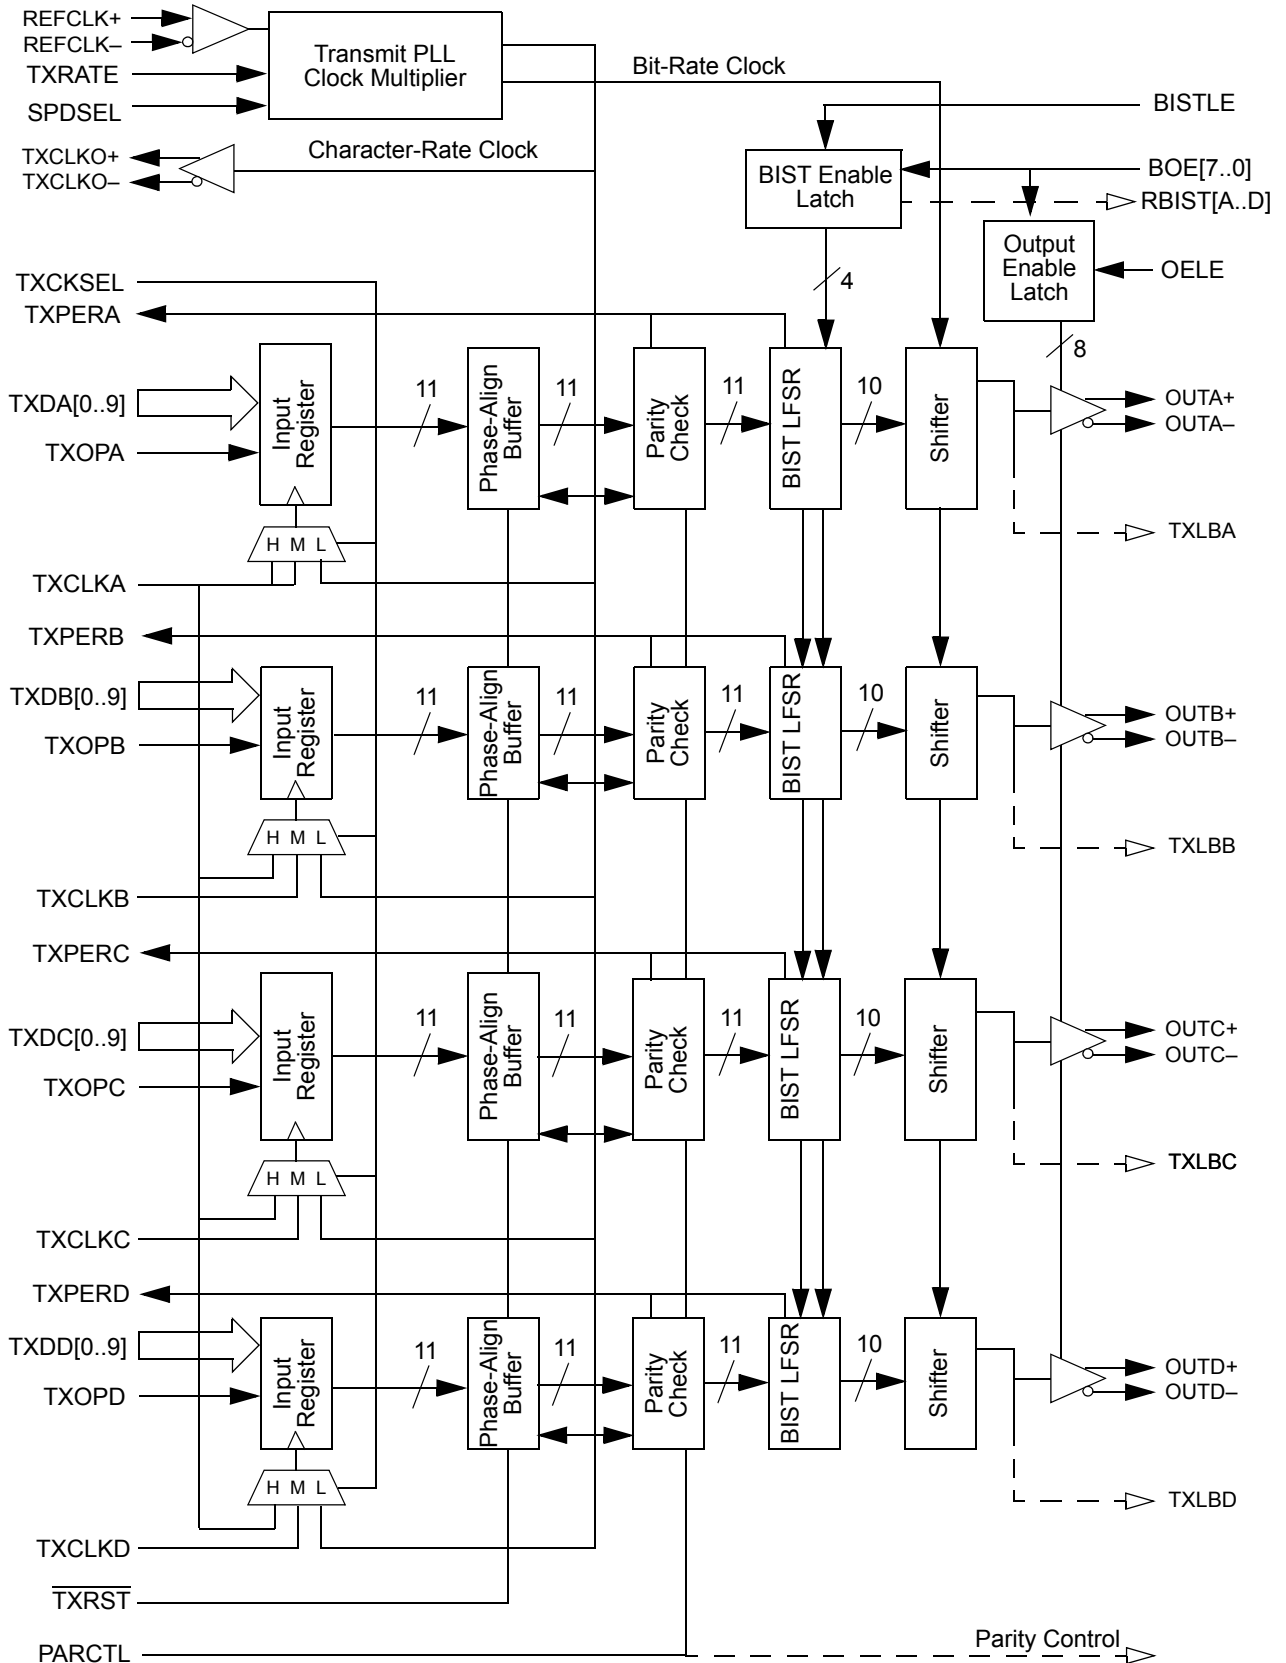 REFCLK+
REFCLK–
TXRATE
SPDSEL
Transmit PLL
Clock Multiplier
Bit-Rate Clock
BISTLE
TXCLKO+
TXCLKO–
Character-Rate Clock
BIST Enable
Latch
BOE[7..0]
RBIST[A..D]
Output
Enable
Latch
OELE
4
8
TXCKSEL
TXPERA
TXDA[0..9]
TXOPA
Input
Register
11
Phase-Align
Buffer
11
Parity
Check
11
BIST LFSR
10
Shifter
OUTA+
OUTA–
TXLBA
H M L
TXCLKA
TXPERB
TXDB[0..9]
TXOPB
Input
Register
11
Phase-Align
Buffer
11
Parity
Check
11
BIST LFSR
10
Shifter
OUTB+
OUTB–
TXLBB
H M L
TXCLKB
TXPERC
TXDC[0..9]
TXOPC
Input
Register
11
Phase-Align
Buffer
11
Parity
Check
11
BIST LFSR
10
Shifter
OUTC+
OUTC–
TXLBC
H M L
TXCLKC
TXPERD
TXDD[0..9]
TXOPD
Input
Register
11
Phase-Align
Buffer
11
Parity
Check
11
BIST LFSR
10
Shifter
OUTD+
OUTD–
TXLBD
H M L
TXCLKD
TXRST
PARCTL
Parity Control